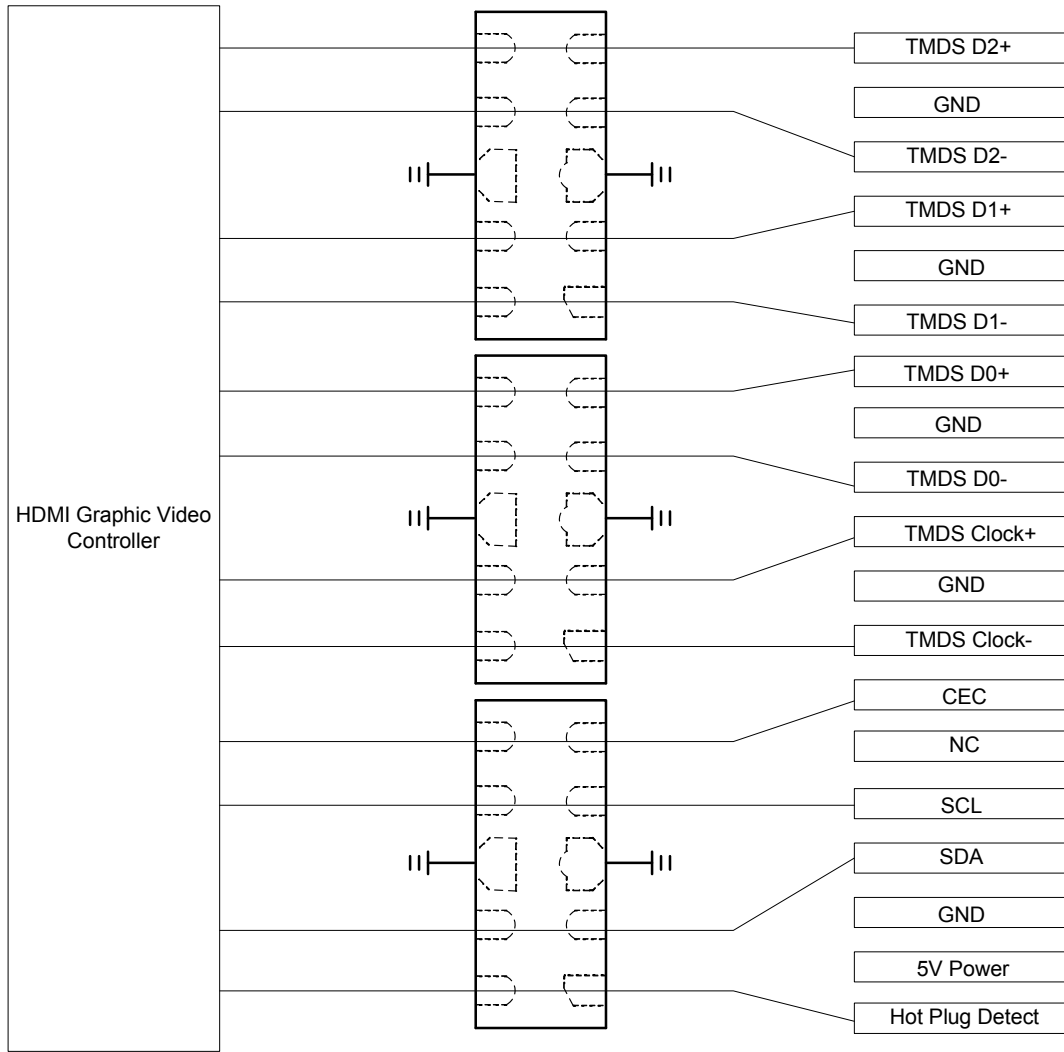 TMDS D2+
GND
TMDS D2-
TMDS D1+
GND
TMDS D1-
TMDS D0+
GND
TMDS D0-
HDMI Graphic Video
Controller
TMDS Clock+
GND
TMDS Clock-
CEC
NC
SCL
SDA
GND
5V Power
Hot Plug Detect